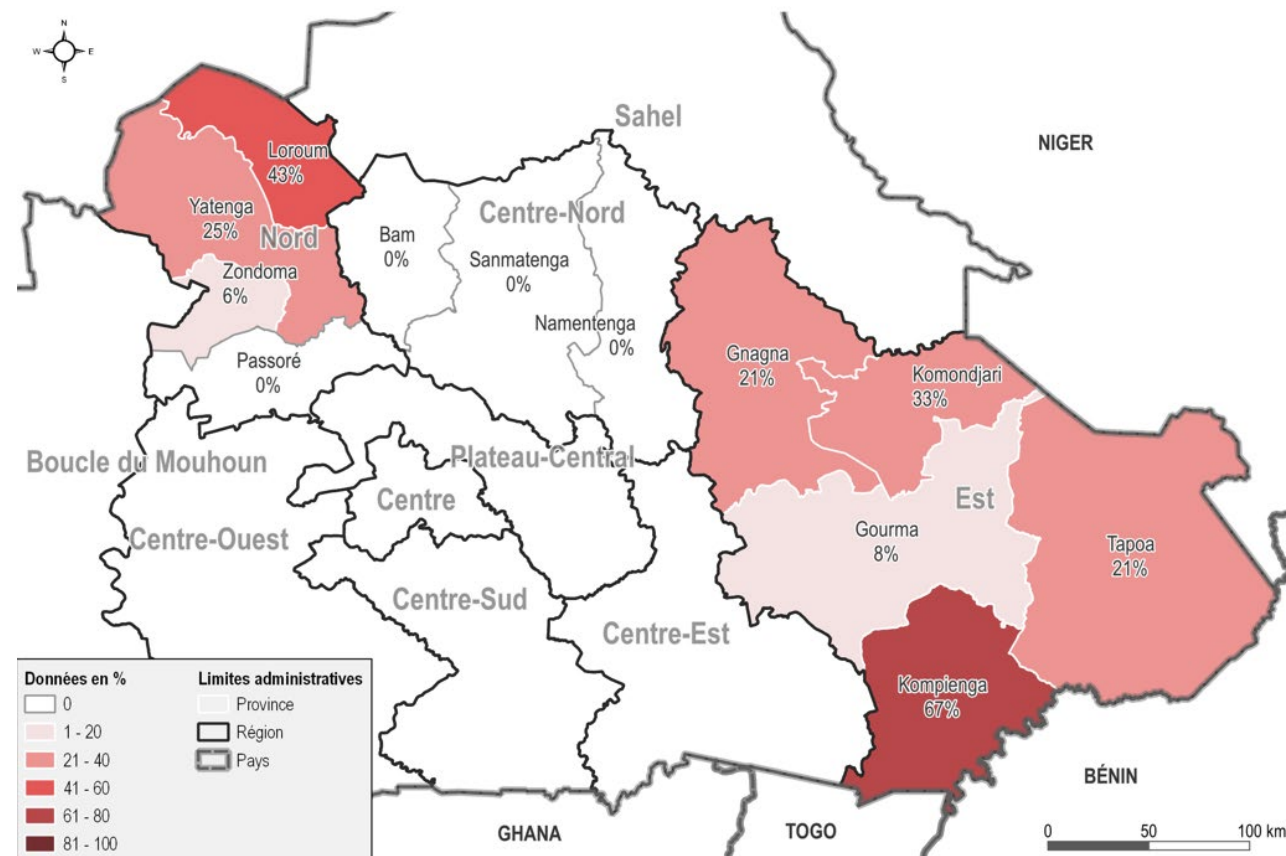 N
W E
S
Sahel
NIGER
Loroum
43%
Yatenga
25%
Nord
Zondoma
6%
Bam
0%
Centre-Nord
Sanmatenga
0%
Namentenga
0%
Passoré
0%
Gnagna
21%
Komondjari
33%
Boucle du Mouhoun
Plateau-Central
Centre
Est
Centre-Ouest
Gourma
8%
Tapoa
21%
Centre-Sud
Centre-Est
Kompienga
67%
Données en %
0
1 - 20
21 - 40
41 - 60
61 - 80
81 - 100
Limites administratives
Province
Région
Pays
BÉNIN
GHANA
TOGO
0 50 100 km